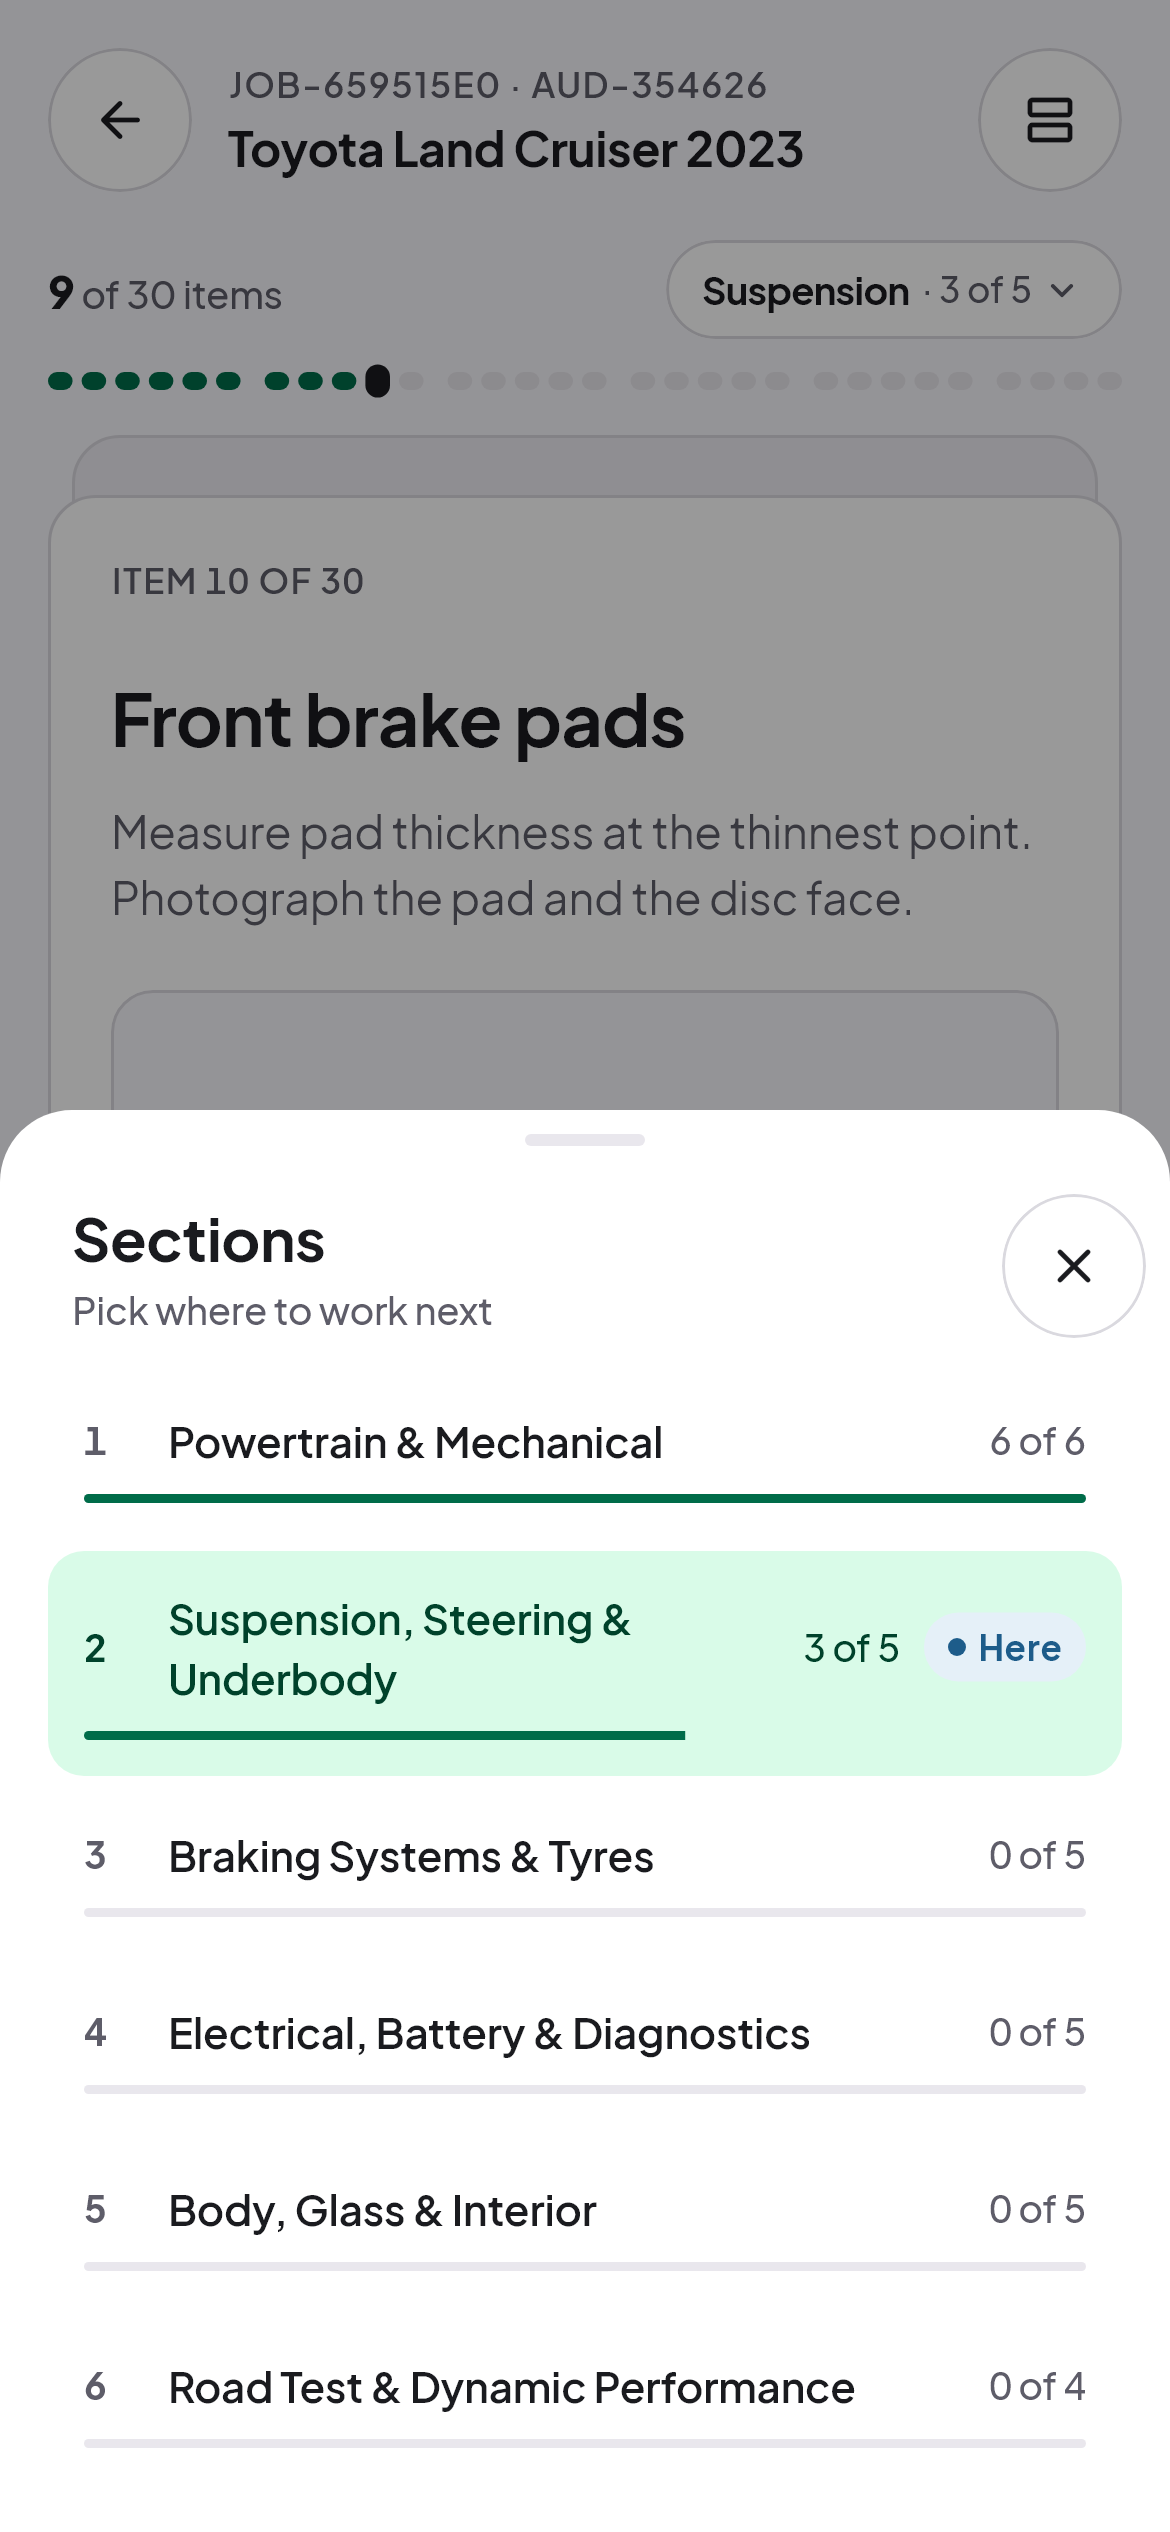 JOB-659515E0 · AUD-354626
Toyota Land Cruiser 2023
9 of 30 items
Suspension · 3 of 5
ITEM 10 OF 30
Front brake pads
Measure pad thickness at the thinnest point.
Photograph the pad and the disc face.
Sections
Pick where to work next
1 Powertrain & Mechanical 6 of 6
2 Suspension, Steering & Underbody 3 of 5 Here
3 Braking Systems & Tyres 0 of 5
4 Electrical, Battery & Diagnostics 0 of 5
5 Body, Glass & Interior 0 of 5
6 Road Test & Dynamic Performance 0 of 4